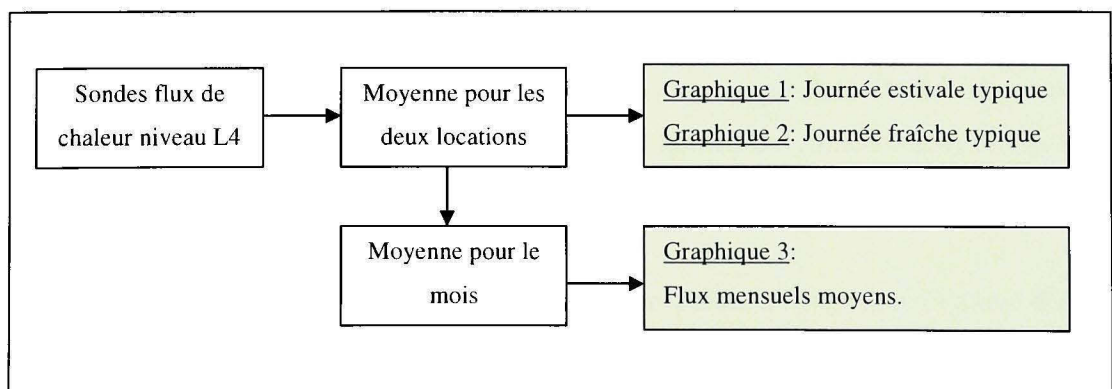 Sondes flux de
chaleur niveau L4
Moyenne pour les
deux locations
Graphique 1: Journée estivale typique
Graphique 2: Journée fraîche typique
Moyenne pour le
mois
Graphique 3:
Flux mensuels moyens.